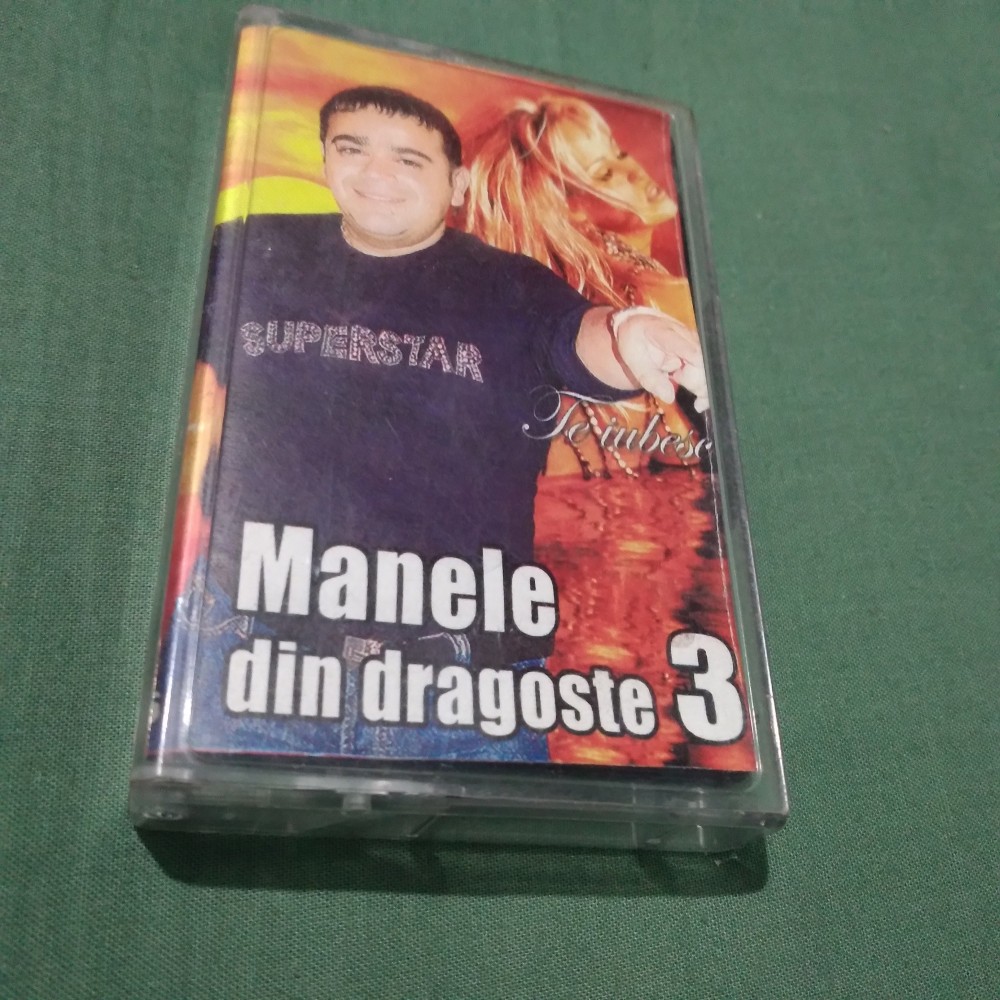 SUPERSTAR
Te iubesc
Manele
din dragoste 3